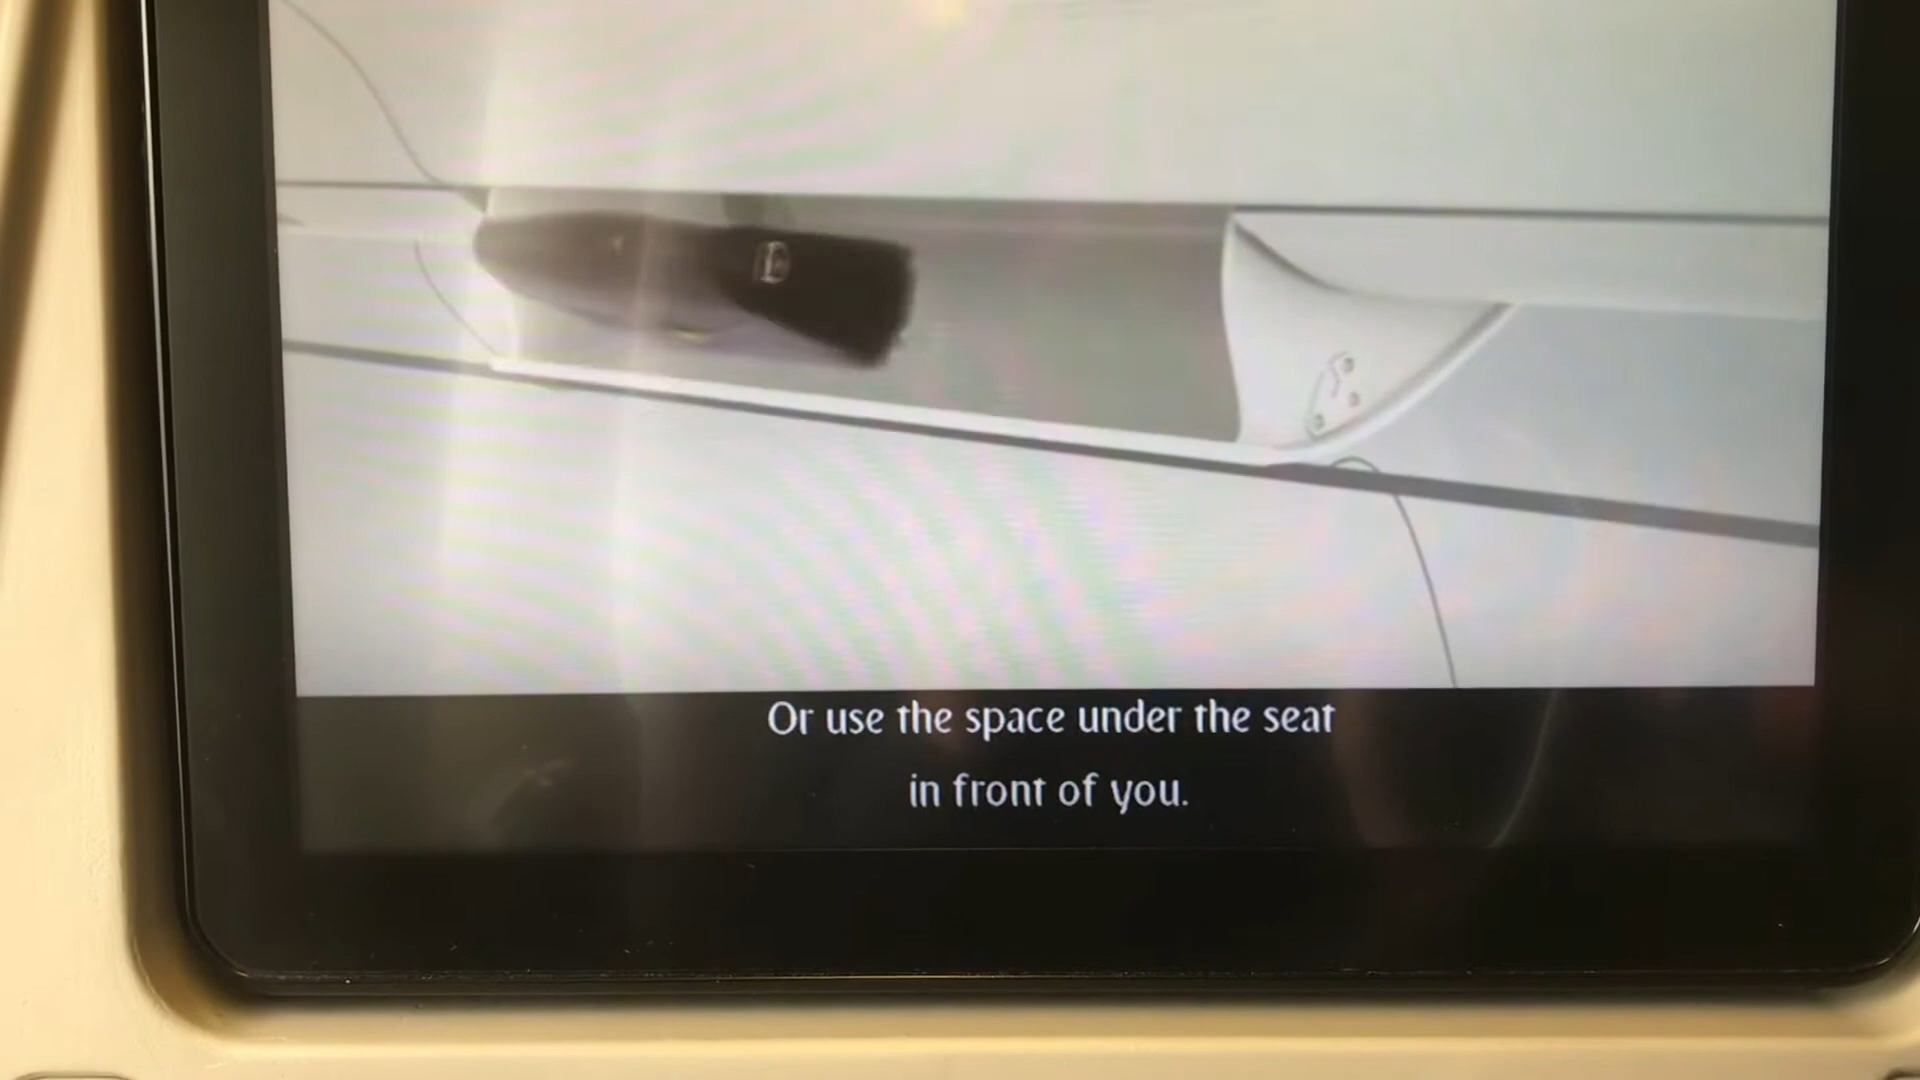 Or use the space under the seat
in front of you.